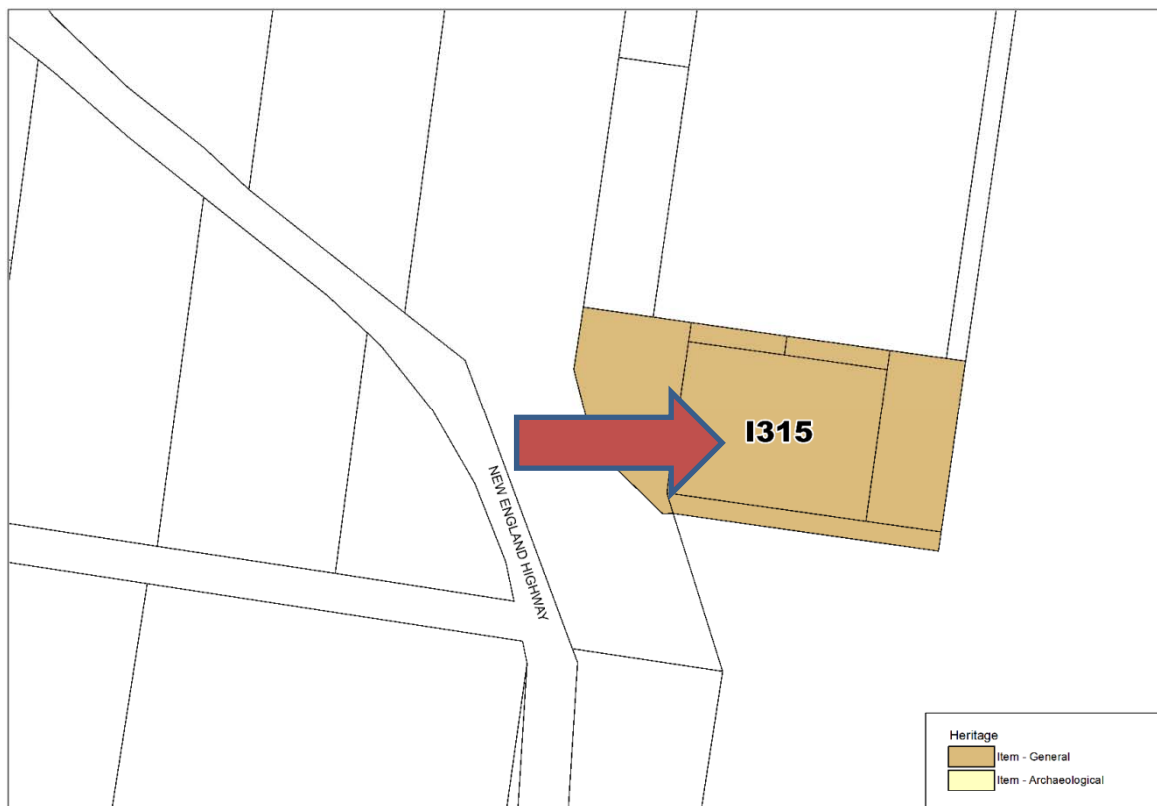 I315
NEW ENGLAND HIGHWAY
Heritage
Item - General
Item - Archaeological